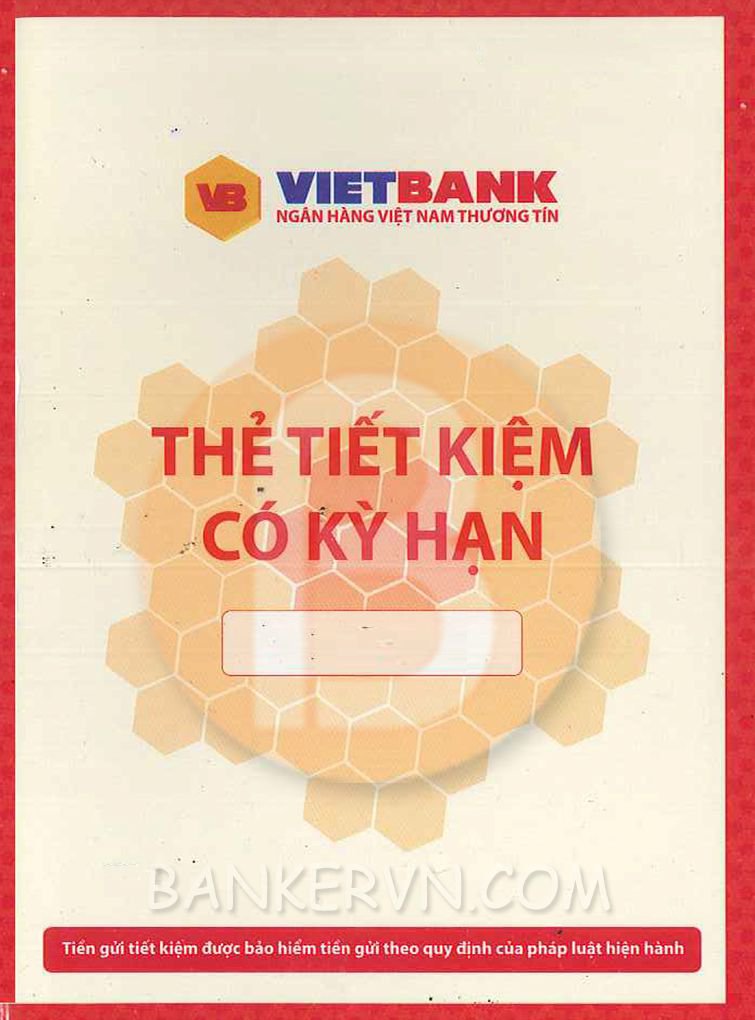 VB VIETBANK
NGÂN HÀNG VIỆT NAM THƯƠNG TÍN
THẺ TIẾT KIỆM
CÓ KỲ HẠN
BANKERVN.COM
Tiền gửi tiết kiệm được bảo hiểm tiền gửi theo quy định của pháp luật hiện hành